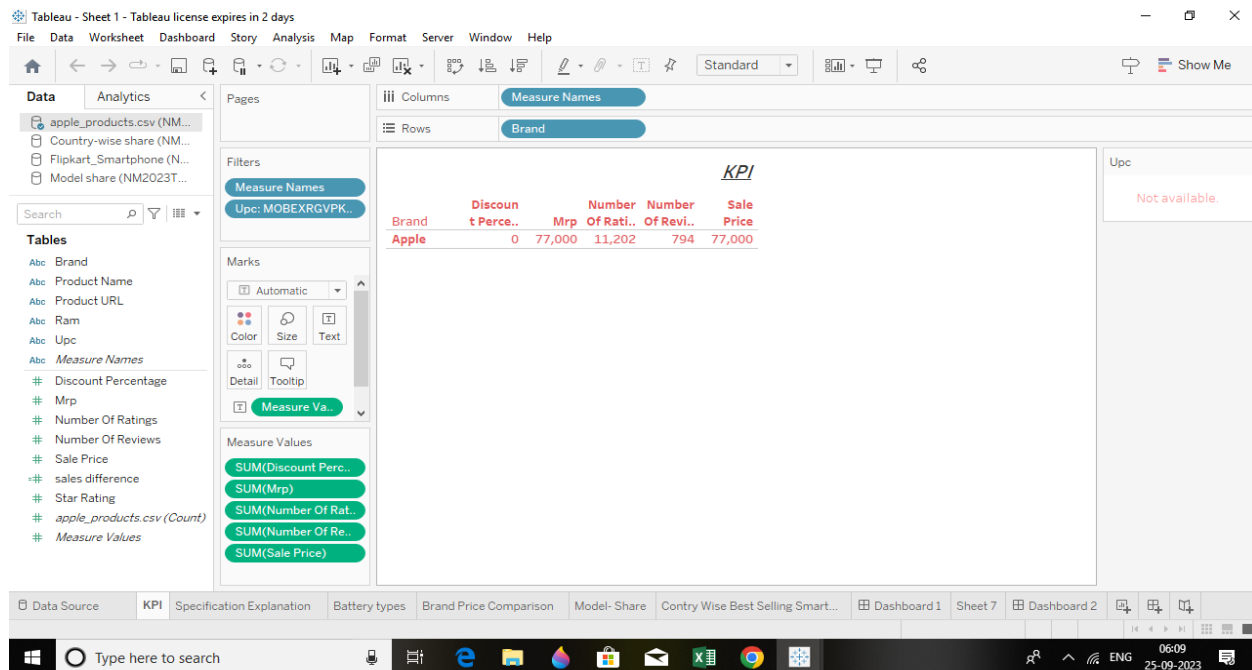 Tableau - Sheet 1 - Tableau license expires in 2 days
File Data Worksheet Dashboard Story Analysis Map Format Server Window Help
Standard
Show Me
Data Analytics
apple_products.csv (NM...
Country-wise share (NM...
Flipkart_Smartphone (N...
Model share (NM2023T...
Search
Tables
Abc Brand
Abc Product Name
Abc Product URL
Abc Ram
Abc Upc
Abc Measure Names
# Discount Percentage
# Mrp
# Number Of Ratings
# Number Of Reviews
# Sale Price
=# sales difference
# Star Rating
# apple_products.csv (Count)
# Measure Values
Pages
Filters
Measure Names
Upc: MOBEXRGVPK..
Marks
Automatic
Color Size Text
Detail Tooltip
Measure Va..
Measure Values
SUM(Discount Perc..
SUM(Mrp)
SUM(Number Of Rat..
SUM(Number Of Re..
SUM(Sale Price)
Columns Measure Names
Rows Brand
KPI
Discoun Number Number Sale
Brand t Perce.. Mrp Of Rati.. Of Revi.. Price
Apple 0 77,000 11,202 794 77,000
Upc
Not available.
Data Source KPI Specification Explanation Battery types Brand Price Comparison Model- Share Contry Wise Best Selling Smart... Dashboard 1 Sheet 7 Dashboard 2
Type here to search
ENG
06:09
25-09-2023